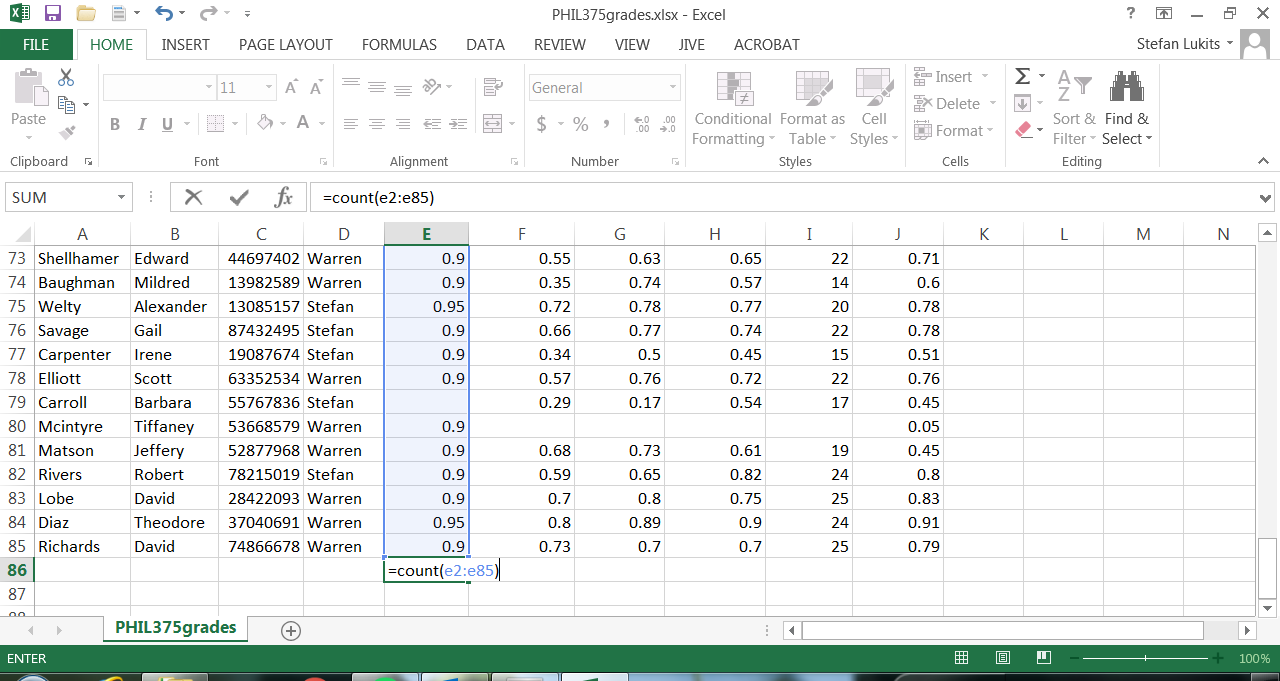 PHIL375grades.xlsx - Excel
?
FILE HOME INSERT PAGE LAYOUT FORMULAS DATA REVIEW VIEW JIVE ACROBAT Stefan Lukits
Paste
11
A A
B I U A
General
$ % ,
Conditional Formatting
Format as Table
Cell Styles
Insert
Delete
Format
Σ
Sort & Filter
Find & Select
Clipboard Font Alignment Number Styles Cells Editing
SUM fx =count(e2:e85)
A B C D E F G H I J K L M N
73 Shellhamer Edward 44697402 Warren 0.9 0.55 0.63 0.65 22 0.71
74 Baughman Mildred 13982589 Warren 0.9 0.35 0.74 0.57 14 0.6
75 Welty Alexander 13085157 Stefan 0.95 0.72 0.78 0.77 20 0.78
76 Savage Gail 87432495 Stefan 0.9 0.66 0.77 0.74 22 0.78
77 Carpenter Irene 19087674 Stefan 0.9 0.34 0.5 0.45 15 0.51
78 Elliott Scott 63352534 Warren 0.9 0.57 0.76 0.72 22 0.76
79 Carroll Barbara 55767836 Stefan 0.29 0.17 0.54 17 0.45
80 Mcintyre Tiffaney 53668579 Warren 0.9 0.05
81 Matson Jeffery 52877968 Warren 0.9 0.68 0.73 0.61 19 0.45
82 Rivers Robert 78215019 Stefan 0.9 0.59 0.65 0.82 24 0.8
83 Lobe David 28422093 Warren 0.9 0.7 0.8 0.75 25 0.83
84 Diaz Theodore 37040691 Warren 0.95 0.8 0.89 0.9 24 0.91
85 Richards David 74866678 Warren 0.9 0.73 0.7 0.7 25 0.79
86 =count(e2:e85)
87
88
PHIL375grades
ENTER 100%